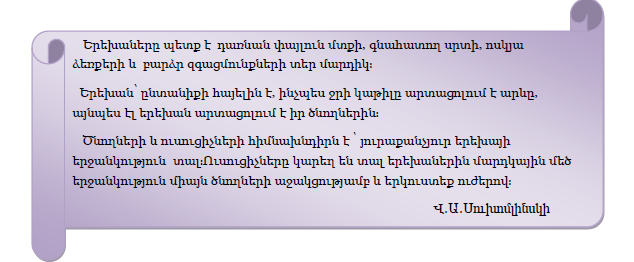 Երեխաները պետք է դառնան փայլուն մտքի, գնահատող սրտի, ոսկյա
ձեռքերի և բարձր զգացմունքների տեր մարդիկ:
Երեխան՝ ընտանիքի հայելին է, ինչպես ջրի կաթիլը արտացոլում է արևը,
այնպես էլ երեխան արտացոլում է իր ծնողներին:
Ծնողների և ուսուցիչների հիմնախնդիրն է ՝ յուրաքանչյուր երեխայի
երջանկություն տալ:Ուսուցիչները կարեղ են տալ երեխաներին մարդկային մեծ
երջանկություն միայն ծնողների աջակցությամբ և երկուստեք ուժերով:
Վ.Ա.Սուխոմլինսկի